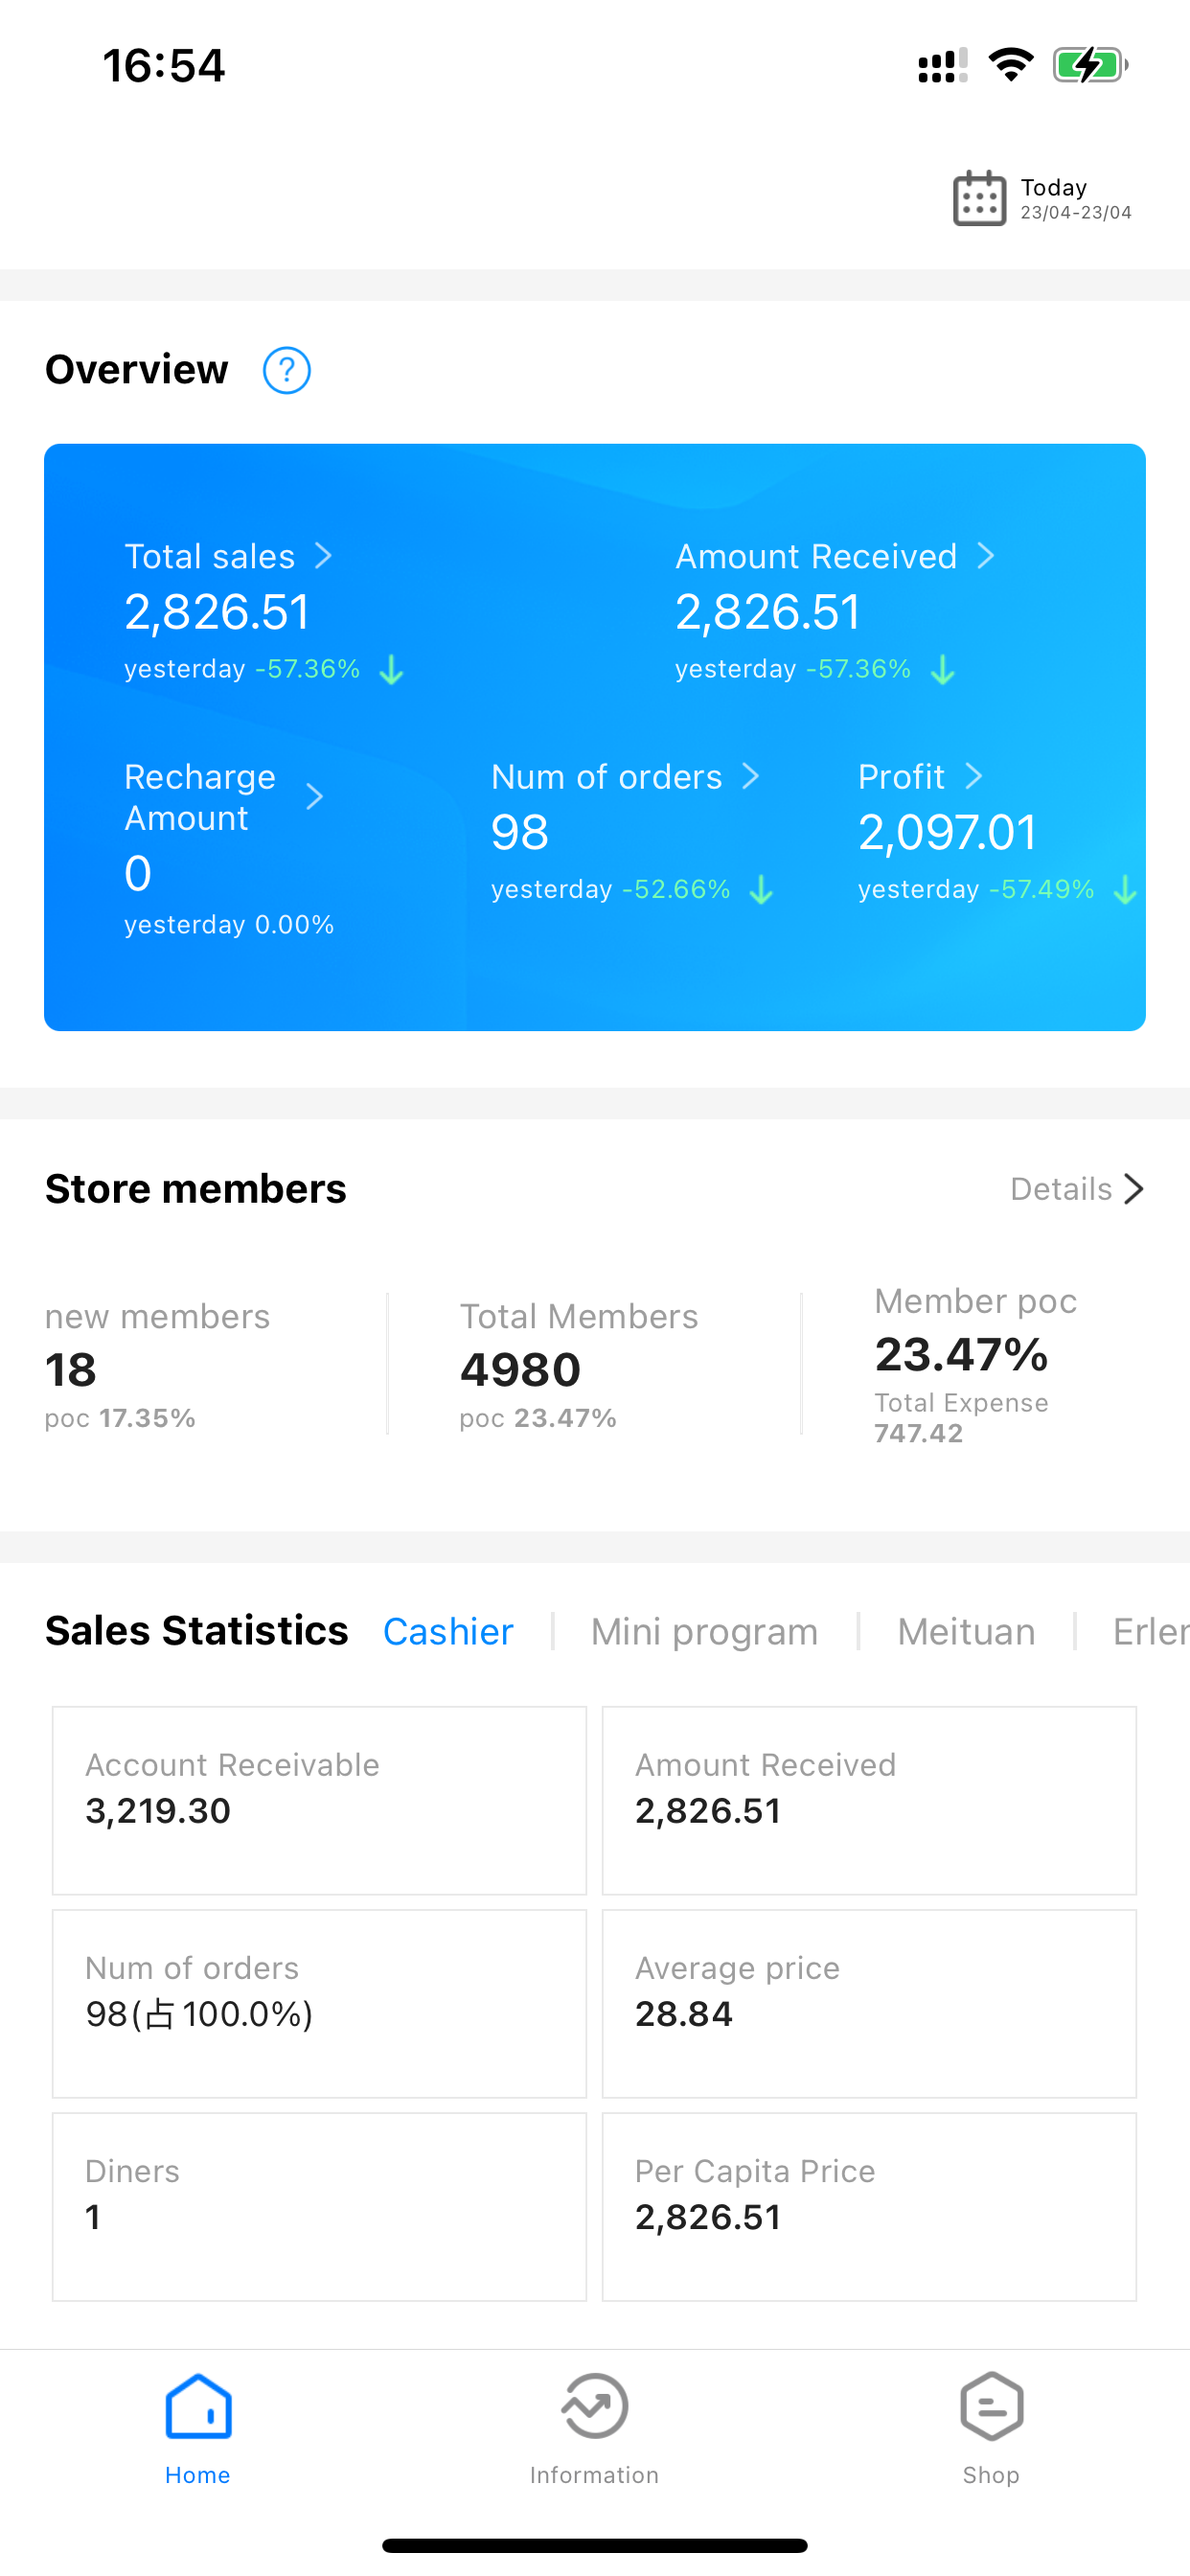 16:54
Today
23/04-23/04
Overview ?
Total sales
2,826.51
yesterday -57.36%
Amount Received
2,826.51
yesterday -57.36%
Recharge
Amount
0
yesterday 0.00%
Num of orders
98
yesterday -52.66%
Profit
2,097.01
yesterday -57.49%
Store members
Details
new members
18
poc 17.35%
Total Members
4980
poc 23.47%
Member poc
23.47%
Total Expense
747.42
Sales Statistics Cashier Mini program Meituan Erler
Account Receivable
3,219.30
Amount Received
2,826.51
Num of orders
98(占100.0%)
Average price
28.84
Diners
1
Per Capita Price
2,826.51
Home
Information
Shop